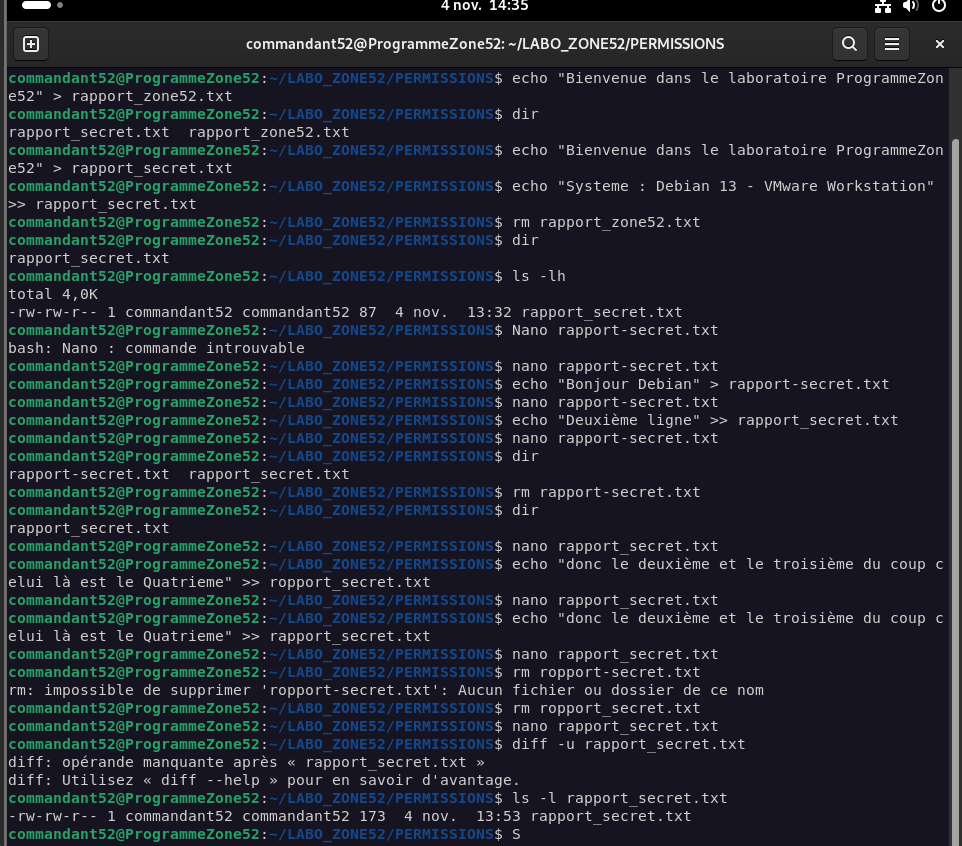 4 nov. 14:35
commandant52@ProgrammeZone52: ~/LABO_ZONE52/PERMISSIONS
commandant52@ProgrammeZone52:~/LABO_ZONE52/PERMISSIONS$ echo "Bienvenue dans le laboratoire ProgrammeZon
e52" > rapport_zone52.txt
commandant52@ProgrammeZone52:~/LABO_ZONE52/PERMISSIONS$ dir
rapport_secret.txt  rapport_zone52.txt
commandant52@ProgrammeZone52:~/LABO_ZONE52/PERMISSIONS$ echo "Bienvenue dans le laboratoire ProgrammeZon
e52" > rapport_secret.txt
commandant52@ProgrammeZone52:~/LABO_ZONE52/PERMISSIONS$ echo "Systeme : Debian 13 - VMware Workstation"
>> rapport_secret.txt
commandant52@ProgrammeZone52:~/LABO_ZONE52/PERMISSIONS$ rm rapport_zone52.txt
commandant52@ProgrammeZone52:~/LABO_ZONE52/PERMISSIONS$ dir
rapport_secret.txt
commandant52@ProgrammeZone52:~/LABO_ZONE52/PERMISSIONS$ ls -lh
total 4,0K
-rw-rw-r-- 1 commandant52 commandant52 87  4 nov.  13:32 rapport_secret.txt
commandant52@ProgrammeZone52:~/LABO_ZONE52/PERMISSIONS$ Nano rapport-secret.txt
bash: Nano : commande introuvable
commandant52@ProgrammeZone52:~/LABO_ZONE52/PERMISSIONS$ nano rapport-secret.txt
commandant52@ProgrammeZone52:~/LABO_ZONE52/PERMISSIONS$ echo "Bonjour Debian" > rapport-secret.txt
commandant52@ProgrammeZone52:~/LABO_ZONE52/PERMISSIONS$ nano rapport-secret.txt
commandant52@ProgrammeZone52:~/LABO_ZONE52/PERMISSIONS$ echo "Deuxième ligne" >> rapport_secret.txt
commandant52@ProgrammeZone52:~/LABO_ZONE52/PERMISSIONS$ nano rapport-secret.txt
commandant52@ProgrammeZone52:~/LABO_ZONE52/PERMISSIONS$ dir
rapport-secret.txt  rapport_secret.txt
commandant52@ProgrammeZone52:~/LABO_ZONE52/PERMISSIONS$ rm rapport-secret.txt
commandant52@ProgrammeZone52:~/LABO_ZONE52/PERMISSIONS$ dir
rapport_secret.txt
commandant52@ProgrammeZone52:~/LABO_ZONE52/PERMISSIONS$ nano rapport_secret.txt
commandant52@ProgrammeZone52:~/LABO_ZONE52/PERMISSIONS$ echo "donc le deuxième et le troisième du coup c
elui là est le Quatrieme" >> ropport_secret.txt
commandant52@ProgrammeZone52:~/LABO_ZONE52/PERMISSIONS$ nano rapport_secret.txt
commandant52@ProgrammeZone52:~/LABO_ZONE52/PERMISSIONS$ echo "donc le deuxième et le troisième du coup c
elui là est le Quatrieme" >> rapport_secret.txt
commandant52@ProgrammeZone52:~/LABO_ZONE52/PERMISSIONS$ nano rapport_secret.txt
commandant52@ProgrammeZone52:~/LABO_ZONE52/PERMISSIONS$ rm ropport-secret.txt
rm: impossible de supprimer 'ropport-secret.txt': Aucun fichier ou dossier de ce nom
commandant52@ProgrammeZone52:~/LABO_ZONE52/PERMISSIONS$ rm ropport_secret.txt
commandant52@ProgrammeZone52:~/LABO_ZONE52/PERMISSIONS$ nano rapport_secret.txt
commandant52@ProgrammeZone52:~/LABO_ZONE52/PERMISSIONS$ diff -u rapport_secret.txt
diff: opérande manquante après « rapport_secret.txt »
diff: Utilisez « diff --help » pour en savoir d'avantage.
commandant52@ProgrammeZone52:~/LABO_ZONE52/PERMISSIONS$ ls -l rapport_secret.txt
-rw-rw-r-- 1 commandant52 commandant52 173  4 nov.  13:53 rapport_secret.txt
commandant52@ProgrammeZone52:~/LABO_ZONE52/PERMISSIONS$ S